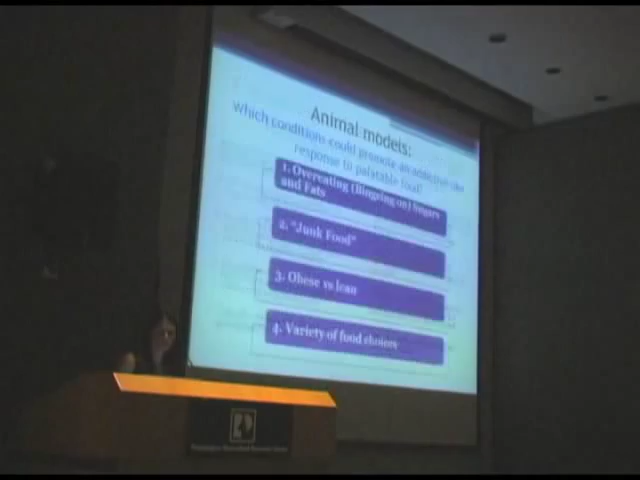 Animal models:
Which conditions could promote an addictive-like
response to palatable food?
1. Overeating (Bingeing on) Sugars
and Fats
2. "Junk Food"
3. Obese vs lean
4. Variety of food choices